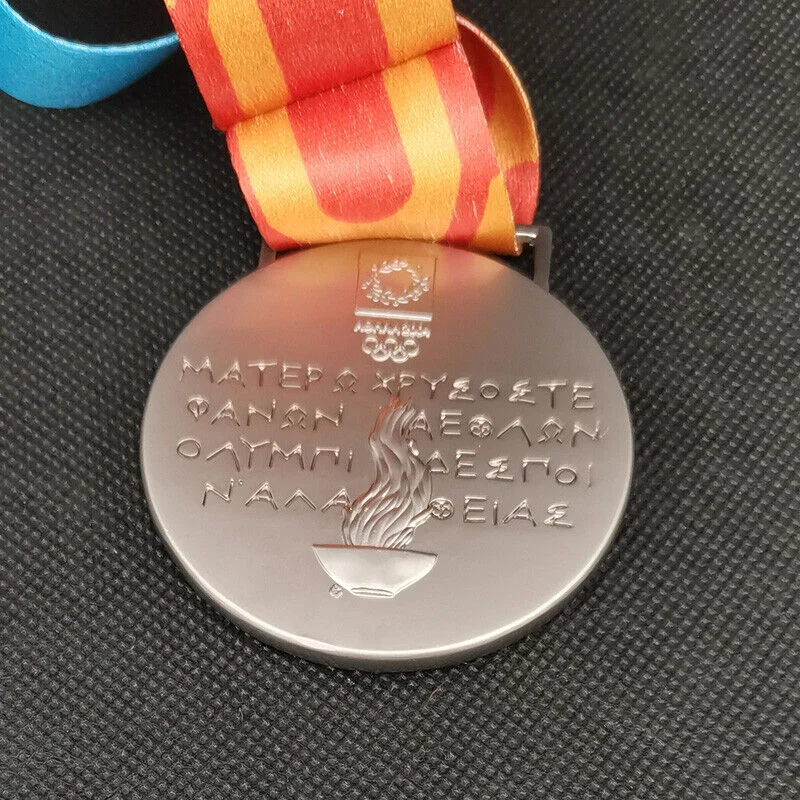 ΑΘΗΝΑ 2004
ΜΑΤΕΡ Ω ΧΡΥΣΟΣΤΕ
ΦΑΝΩΝ ΑΕΘΛΩΝ
ΟΛΥΜΠΙ ΔΕΣΠΟΙ
Ν'ΑΛΑ ΘΕΙΑΣ